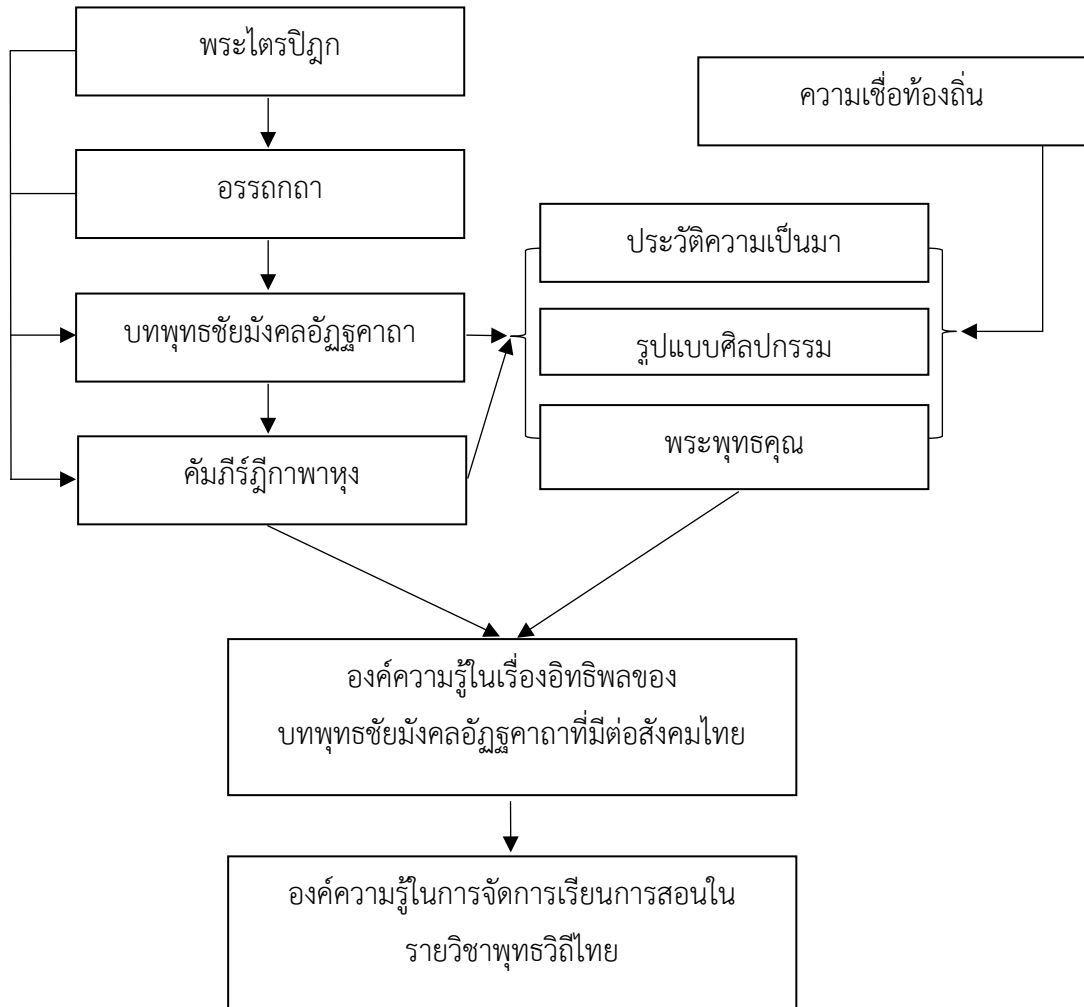 พระไตรปิฎก
ความเชื่อท้องถิ่น
อรรถกถา
ประวัติความเป็นมา
บทพุทธชัยมังคลอัฏฐคาถา
รูปแบบศิลปกรรม
คัมภีร์ฎีกาพาหุง
พระพุทธคุณ
องค์ความรู้ในเรื่องอิทธิพลของ
บทพุทธชัยมังคลอัฏฐคาถาที่มีต่อสังคมไทย
องค์ความรู้ในการจัดการเรียนการสอนใน
รายวิชาพุทธวิถีไทย